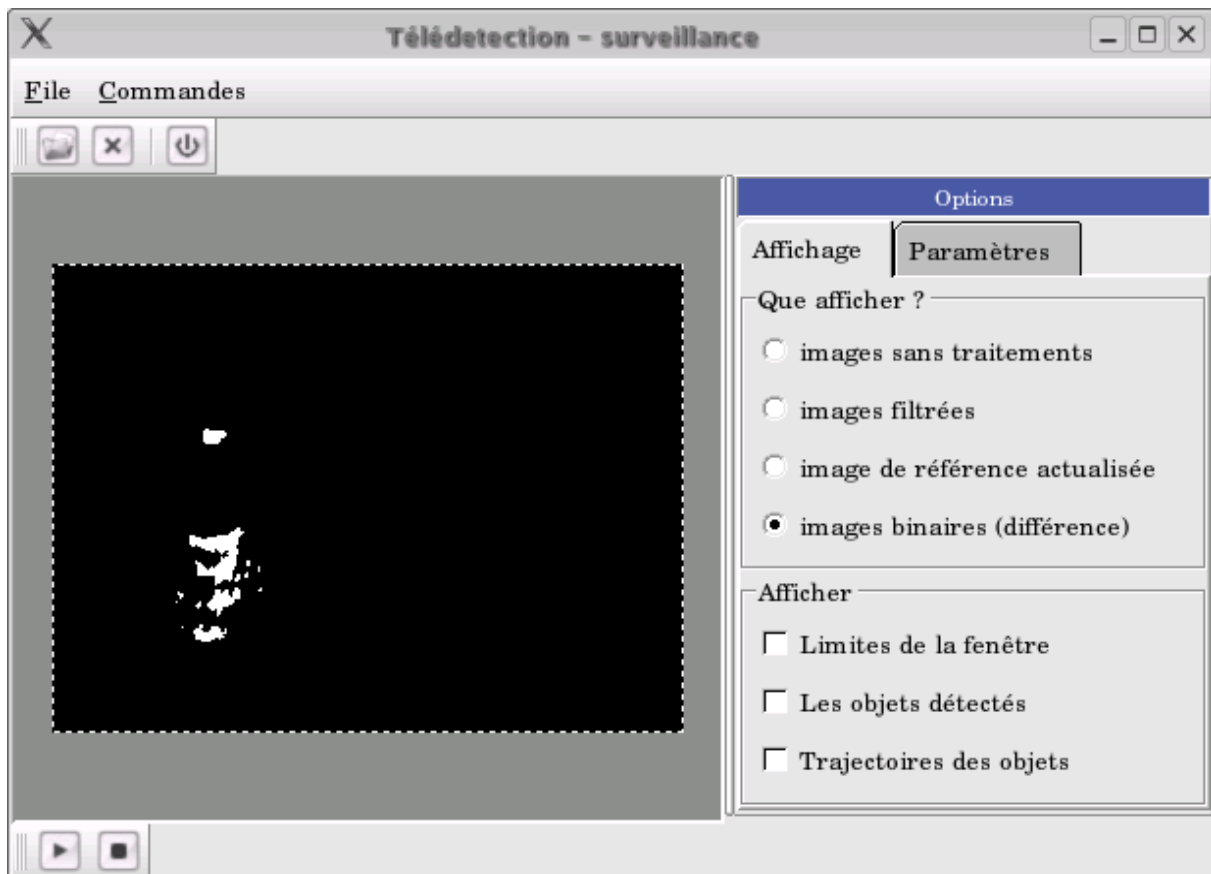 Télédetection – surveillance
File Commandes
Options
Affichage Paramètres
Que afficher ?
images sans traitements
images filtrées
image de référence actualisée
images binaires (différence)
Afficher
Limites de la fenêtre
Les objets détectés
Trajectoires des objets